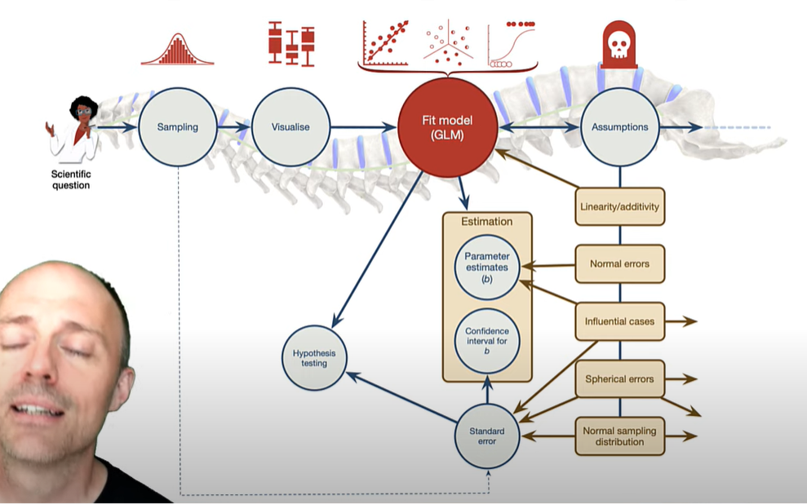 Scientific
question
Sampling
Visualise
Fit model
(GLM)
Assumptions
Linearity/additivity
Estimation
Parameter
estimates
(b)
Normal errors
Influential cases
Confidence
interval for
b
Hypothesis
testing
Spherical errors
Standard
error
Normal sampling
distribution